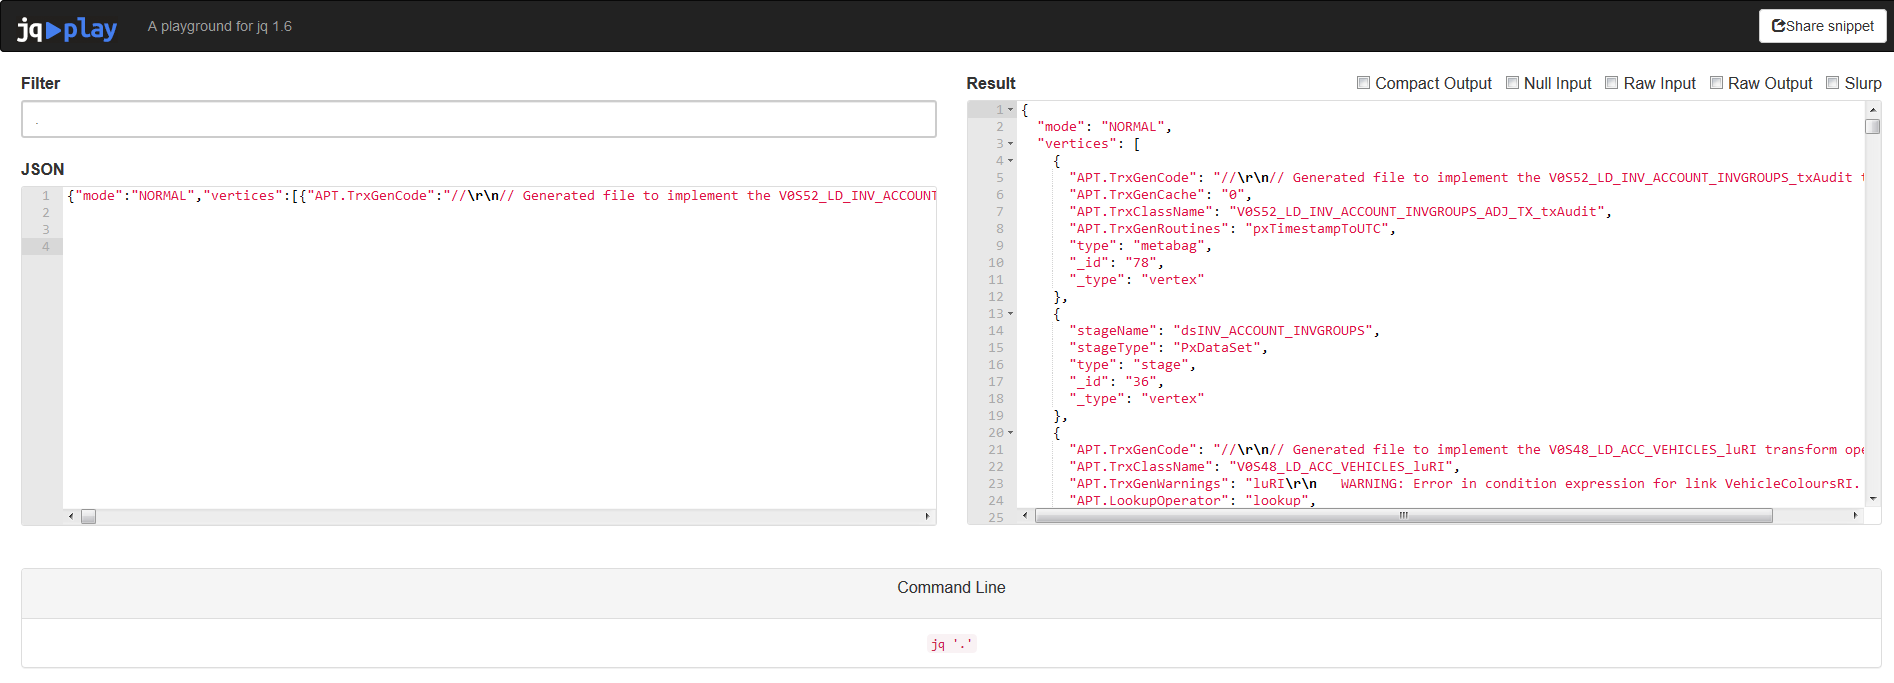 jq play A playground for jq 1.6 Share snippet
Filter
.
JSON
1 {"mode":"NORMAL","vertices":[{"APT.TrxGenCode":"//\r\n// Generated file to implement the V0S52_LD_INV_ACCOUNT
2
3
4
Result Compact Output Null Input Raw Input Raw Output Slurp
1 {
2 "mode": "NORMAL",
3 "vertices": [
4 {
5 "APT.TrxGenCode": "//\r\n// Generated file to implement the V0S52_LD_INV_ACCOUNT_INVGROUPS_txAudit t
6 "APT.TrxGenCache": "0",
7 "APT.TrxClassName": "V0S52_LD_INV_ACCOUNT_INVGROUPS_ADJ_TX_txAudit",
8 "APT.TrxGenRoutines": "pxTimestampToUTC",
9 "type": "metabag",
10 "_id": "78",
11 "_type": "vertex"
12 },
13 {
14 "stageName": "dsINV_ACCOUNT_INVGROUPS",
15 "stageType": "PxDataSet",
16 "type": "stage",
17 "_id": "36",
18 "_type": "vertex"
19 },
20 {
21 "APT.TrxGenCode": "//\r\n// Generated file to implement the V0S48_LD_ACC_VEHICLES_luRI transform ope
22 "APT.TrxClassName": "V0S48_LD_ACC_VEHICLES_luRI",
23 "APT.TrxGenWarnings": "luRI\r\n WARNING: Error in condition expression for link VehicleColoursRI.
24 "APT.LookupOperator": "lookup",
25
Command Line
jq '.'